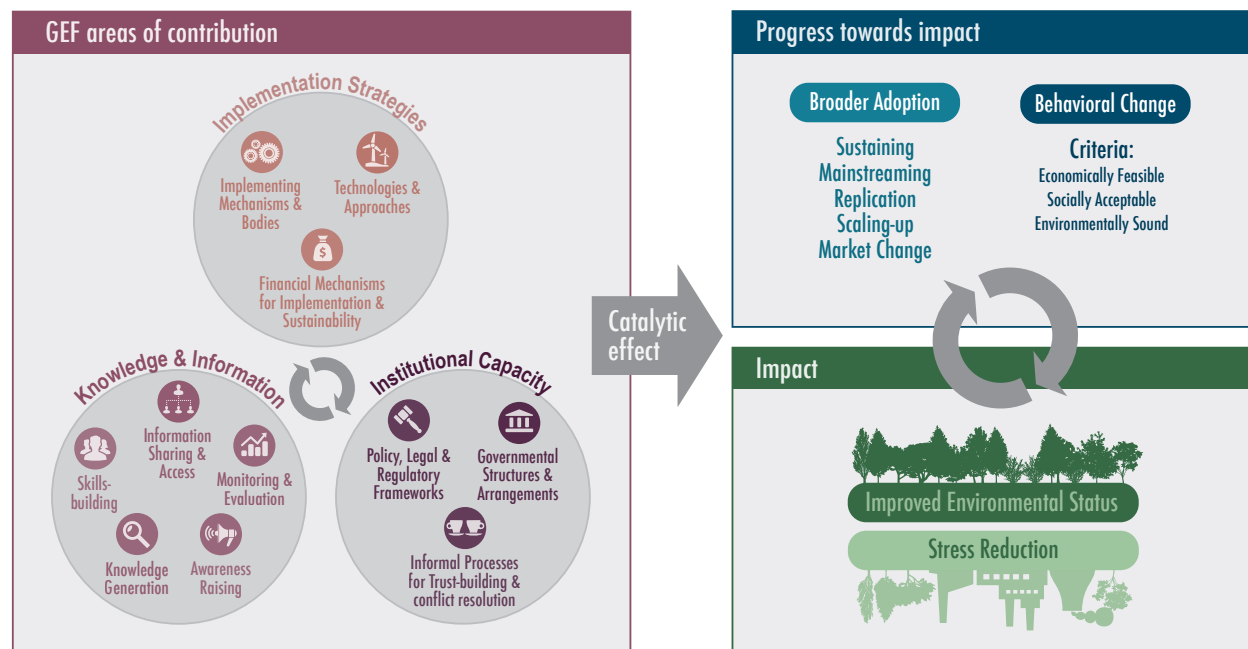 GEF areas of contribution
Implementation Strategies
Implementing
Mechanisms &
Bodies
Technologies &
Approaches
$
Financial Mechanisms
for Implementation &
Sustainability
Knowledge & Information
Information
Sharing &
Access
Skills-
building
Monitoring &
Evaluation
Knowledge
Generation
Awareness
Raising
Institutional Capacity
Policy, Legal &
Regulatory
Frameworks
Governmental
Structures &
Arrangements
Informal Processes
for Trust-building &
conflict resolution
Catalytic
effect
Progress towards impact
Broader Adoption
Sustaining
Mainstreaming
Replication
Scaling-up
Market Change
Behavioral Change
Criteria:
Economically Feasible
Socially Acceptable
Environmentally Sound
Impact
Improved Environmental Status
Stress Reduction